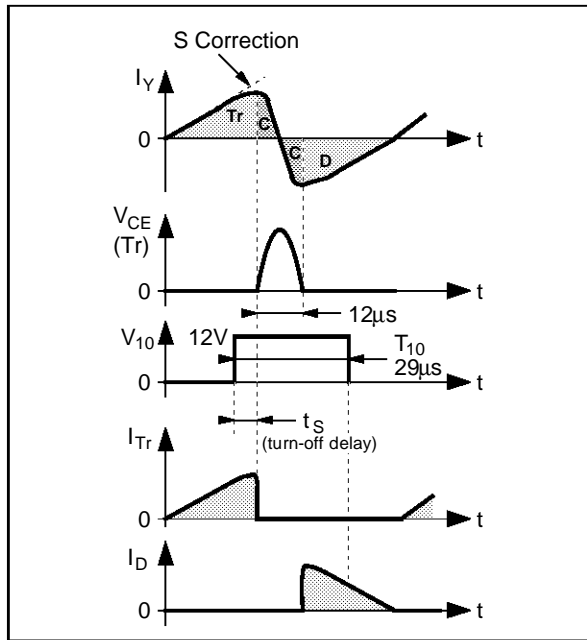 S Correction
I_Y
Tr
C
C
D
0
t
V_CE
(Tr)
0
t
12µs
V_10
12V
T_10
29µs
0
t
t_S
(turn-off delay)
I_Tr
0
t
I_D
0
t